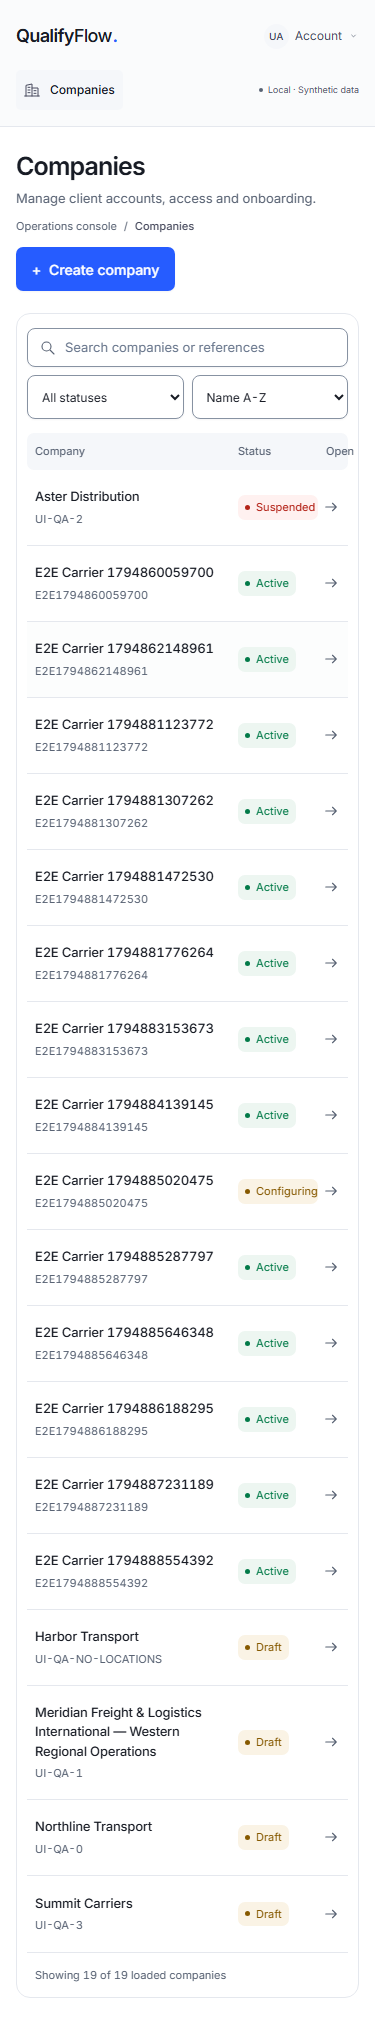 QualifyFlow.
UA Account
Companies
Local · Synthetic data
Companies
Manage client accounts, access and onboarding.
Operations console / Companies
+ Create company
Search companies or references
All statuses
Name A-Z
Company Status Open
Aster Distribution
UI-QA-2
Suspended
E2E Carrier 1794860059700
E2E1794860059700
Active
E2E Carrier 1794862148961
E2E1794862148961
Active
E2E Carrier 1794881123772
E2E1794881123772
Active
E2E Carrier 1794881307262
E2E1794881307262
Active
E2E Carrier 1794881472530
E2E1794881472530
Active
E2E Carrier 1794881776264
E2E1794881776264
Active
E2E Carrier 1794883153673
E2E1794883153673
Active
E2E Carrier 1794884139145
E2E1794884139145
Active
E2E Carrier 1794885020475
E2E1794885020475
Configuring
E2E Carrier 1794885287797
E2E1794885287797
Active
E2E Carrier 1794885646348
E2E1794885646348
Active
E2E Carrier 1794886188295
E2E1794886188295
Active
E2E Carrier 1794887231189
E2E1794887231189
Active
E2E Carrier 1794888554392
E2E1794888554392
Active
Harbor Transport
UI-QA-NO-LOCATIONS
Draft
Meridian Freight & Logistics
International — Western
Regional Operations
UI-QA-1
Draft
Northline Transport
UI-QA-0
Draft
Summit Carriers
UI-QA-3
Draft
Showing 19 of 19 loaded companies